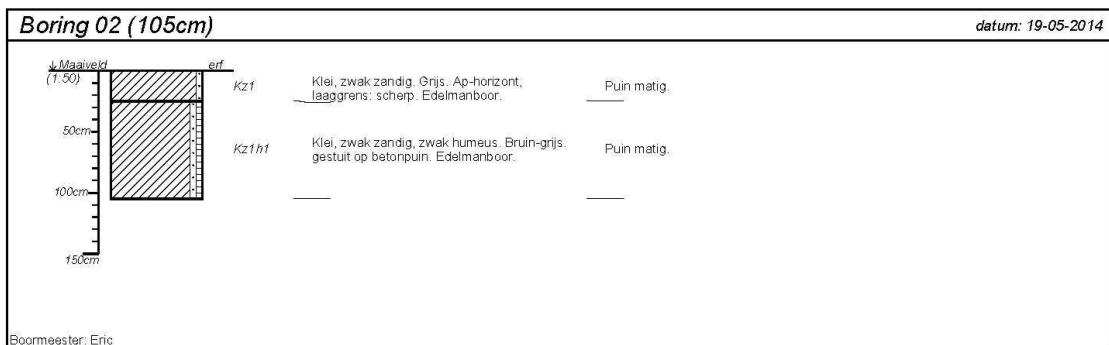 Boring 02 (105cm)
datum: 19-05-2014
↓ Maaiveld
erf
(1:50)
Kz1
Klei, zwak zandig. Grijs. Ap-horizont,
laaggrens: scherp. Edelmanboor.
Puin matig.
50cm
Kz1h1
Klei, zwak zandig, zwak humeus. Bruin-grijs.
gestuit op betonpuin. Edelmanboor.
Puin matig.
100cm
150cm
Boormeester: Eric